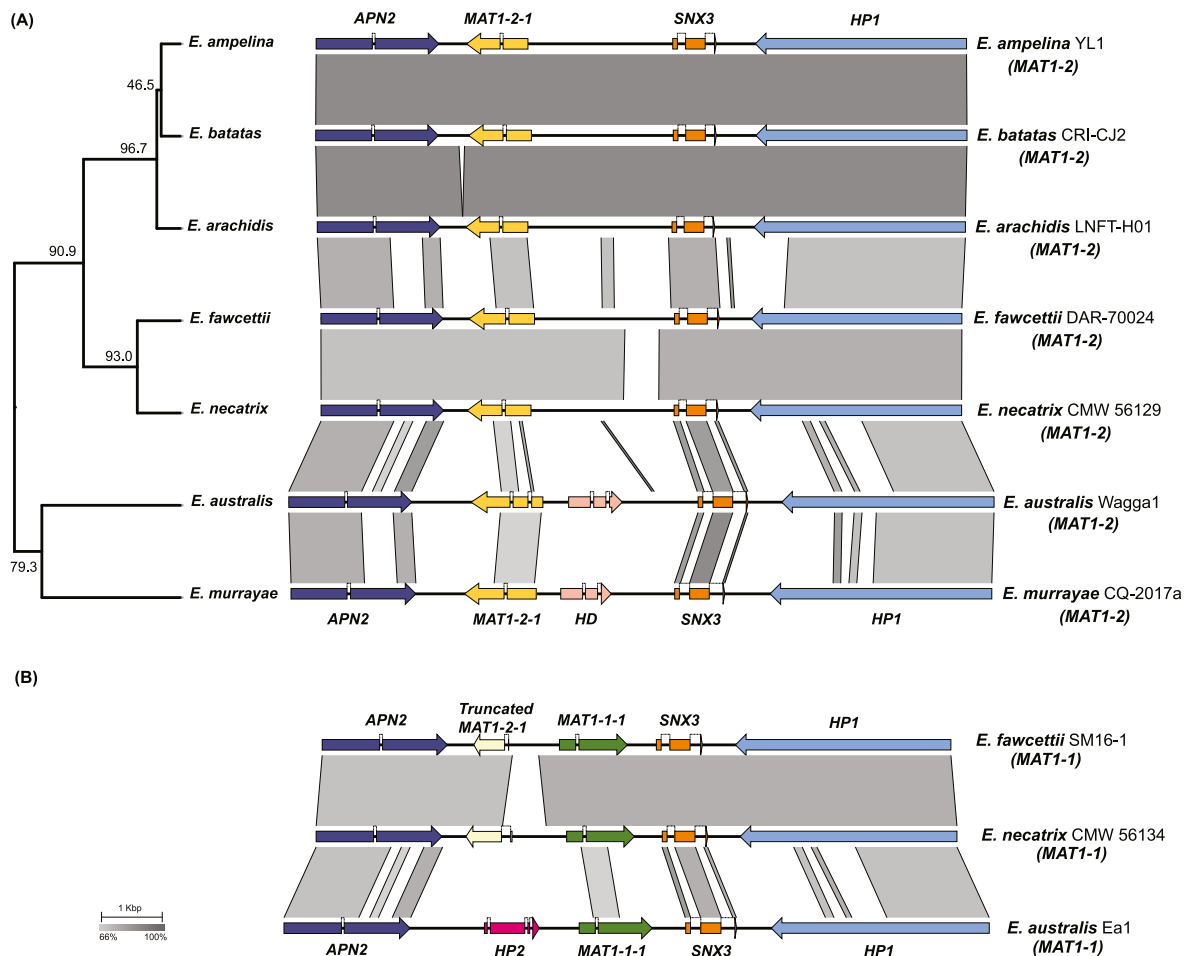 (A)
APN2 MAT1-2-1 SNX3 HP1
E. ampelina E. ampelina YL1
(MAT1-2)
46.5
E. batatas E. batatas CRI-CJ2
(MAT1-2)
96.7
E. arachidis E. arachidis LNFT-H01
(MAT1-2)
90.9
E. fawcettii E. fawcettii DAR-70024
(MAT1-2)
93.0
E. necatrix E. necatrix CMW 56129
(MAT1-2)
E. australis E. australis Wagga1
(MAT1-2)
79.3
E. murrayae E. murrayae CQ-2017a
(MAT1-2)
APN2 MAT1-2-1 HD SNX3 HP1
(B)
Truncated
APN2 MAT1-2-1 MAT1-1-1 SNX3 HP1
E. fawcettii SM16-1
(MAT1-1)
E. necatrix CMW 56134
(MAT1-1)
1 Kbp
66% 100%
E. australis Ea1
(MAT1-1)
APN2 HP2 MAT1-1-1 SNX3 HP1